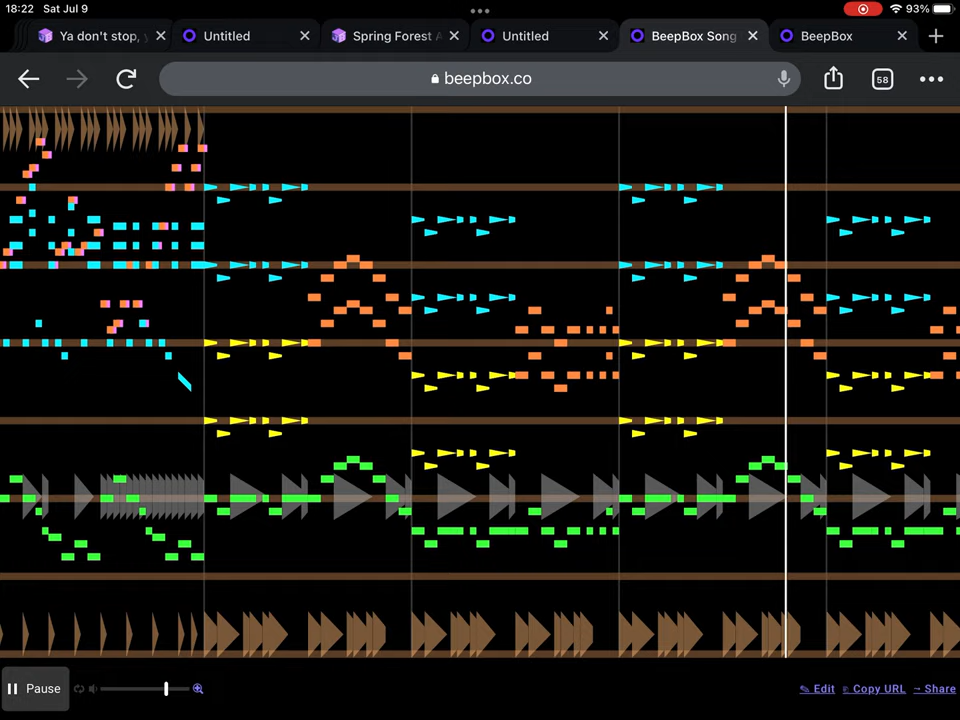 18:22 Sat Jul 9
93%
Ya don't stop, y
Untitled
Spring Forest A
Untitled
BeepBox Song
BeepBox
beepbox.co
58
Pause
Edit
Copy URL
Share